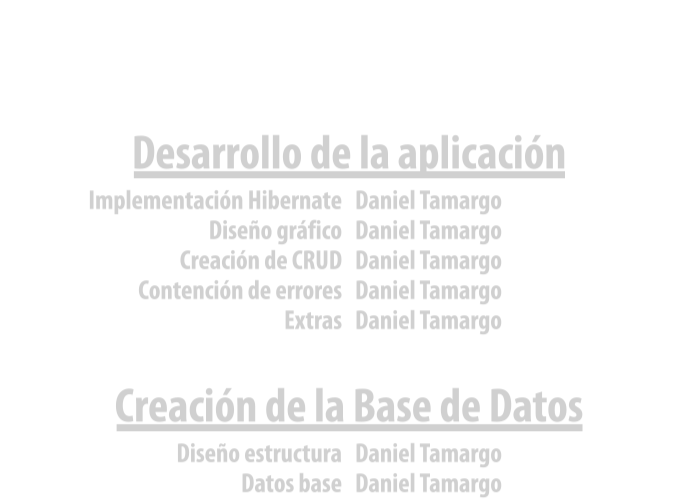 Desarrollo de la aplicación
Implementación Hibernate Daniel Tamargo
Diseño gráfico Daniel Tamargo
Creación de CRUD Daniel Tamargo
Contención de errores Daniel Tamargo
Extras Daniel Tamargo
Creación de la Base de Datos
Diseño estructura Daniel Tamargo
Datos base Daniel Tamargo